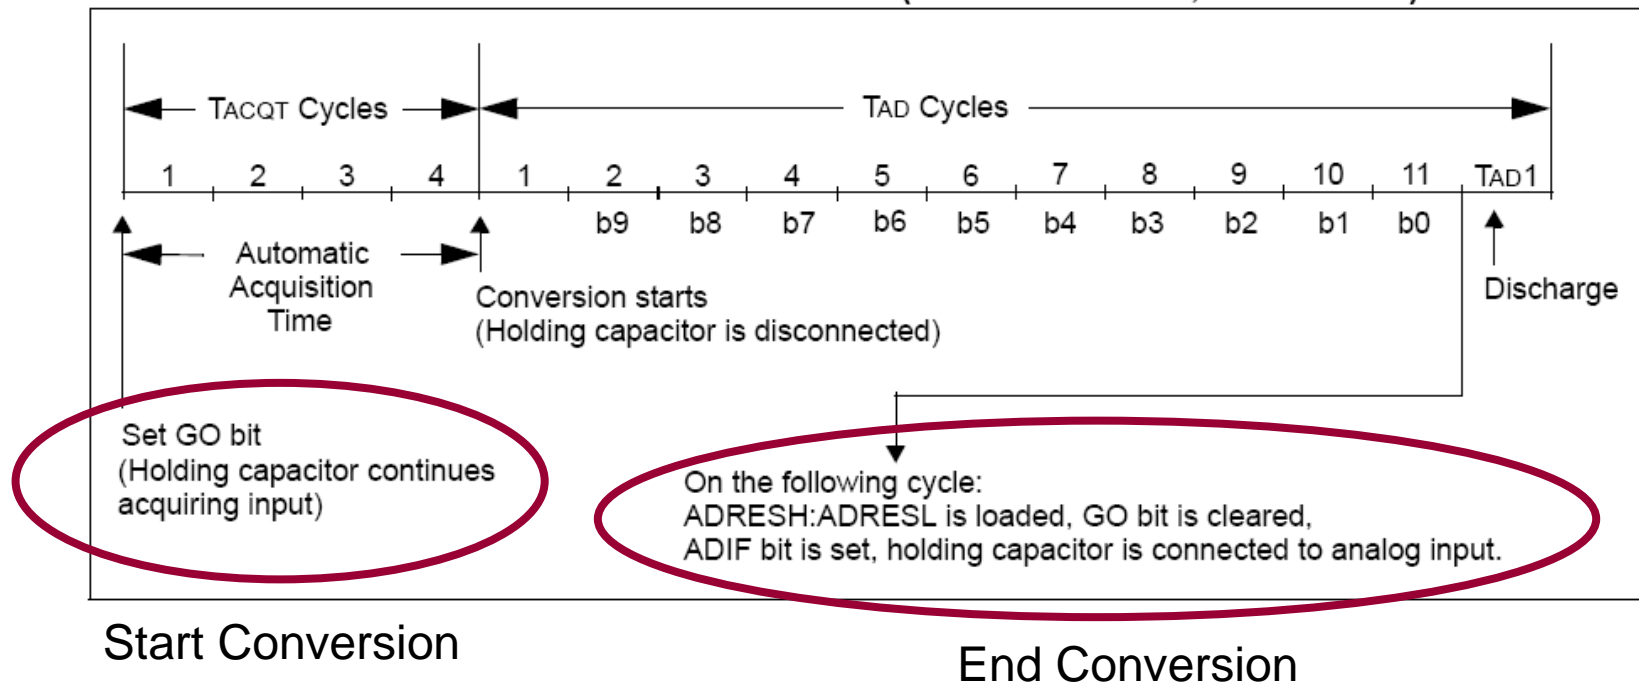 TACQT Cycles TAD Cycles
1 2 3 4 1 2 3 4 5 6 7 8 9 10 11 TAD1
b9 b8 b7 b6 b5 b4 b3 b2 b1 b0
Automatic
Acquisition
Time
Conversion starts
(Holding capacitor is disconnected)
Discharge
Set GO bit
(Holding capacitor continues
acquiring input)
On the following cycle:
ADRESH:ADRESL is loaded, GO bit is cleared,
ADIF bit is set, holding capacitor is connected to analog input.
Start Conversion
End Conversion